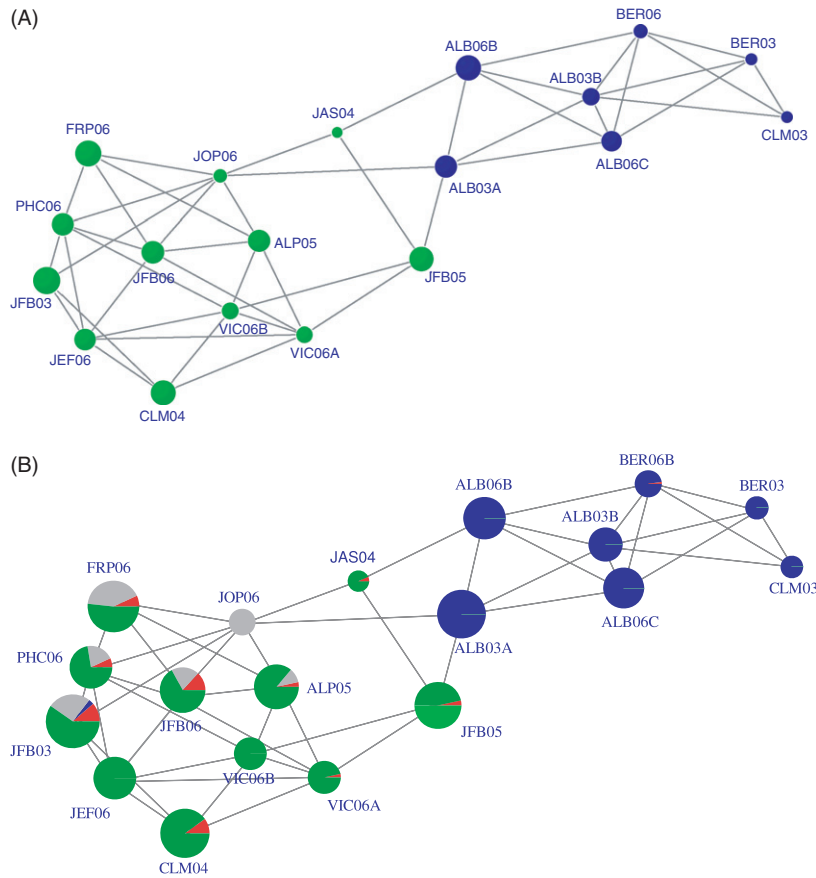 (A)
BER06
ALB06B
BER03
ALB03B
JAS04
FRP06
JOP06
CLM03
ALB06C
ALB03A
PHC06
ALP05
JFB06
JFB05
JFB03
VIC06B
VIC06A
JEF06
CLM04
(B)
BER06B
ALB06B
BER03
ALB03B
JAS04
FRP06
CLM03
JOP06
ALB06C
ALB03A
PHC06
ALP05
JFB06
JFB03
JFB05
VIC06B
VIC06A
JEF06
CLM04